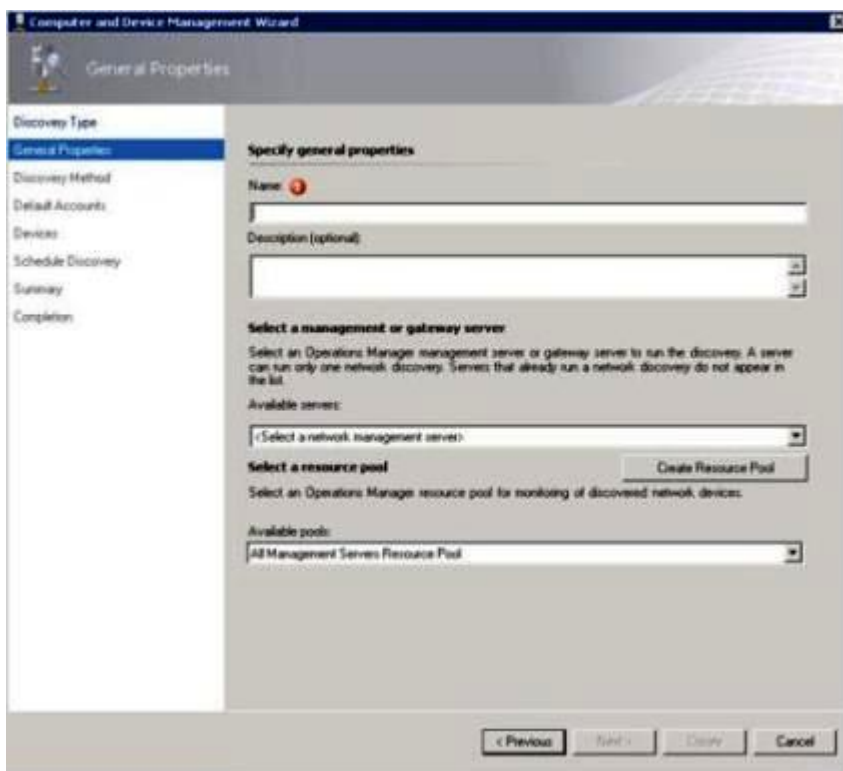 Computer and Device Management Wizard
General Properties
Discovery Type
General Properties
Discovery Method
Default Accounts
Devices
Schedule Discovery
Summary
Completion
Specify general properties
Name:
Description (optional):
Select a management or gateway server
Select an Operations Manager management server or gateway server to run the discovery. A server
can run only one network discovery. Servers that already run a network discovery do not appear in
the list.
Available servers:
<Select a network management server>
Select a resource pool
Create Resource Pool
Select an Operations Manager resource pool for monitoring of discovered network devices.
Available pools:
All Management Servers Resource Pool
< Previous
Next >
Create
Cancel